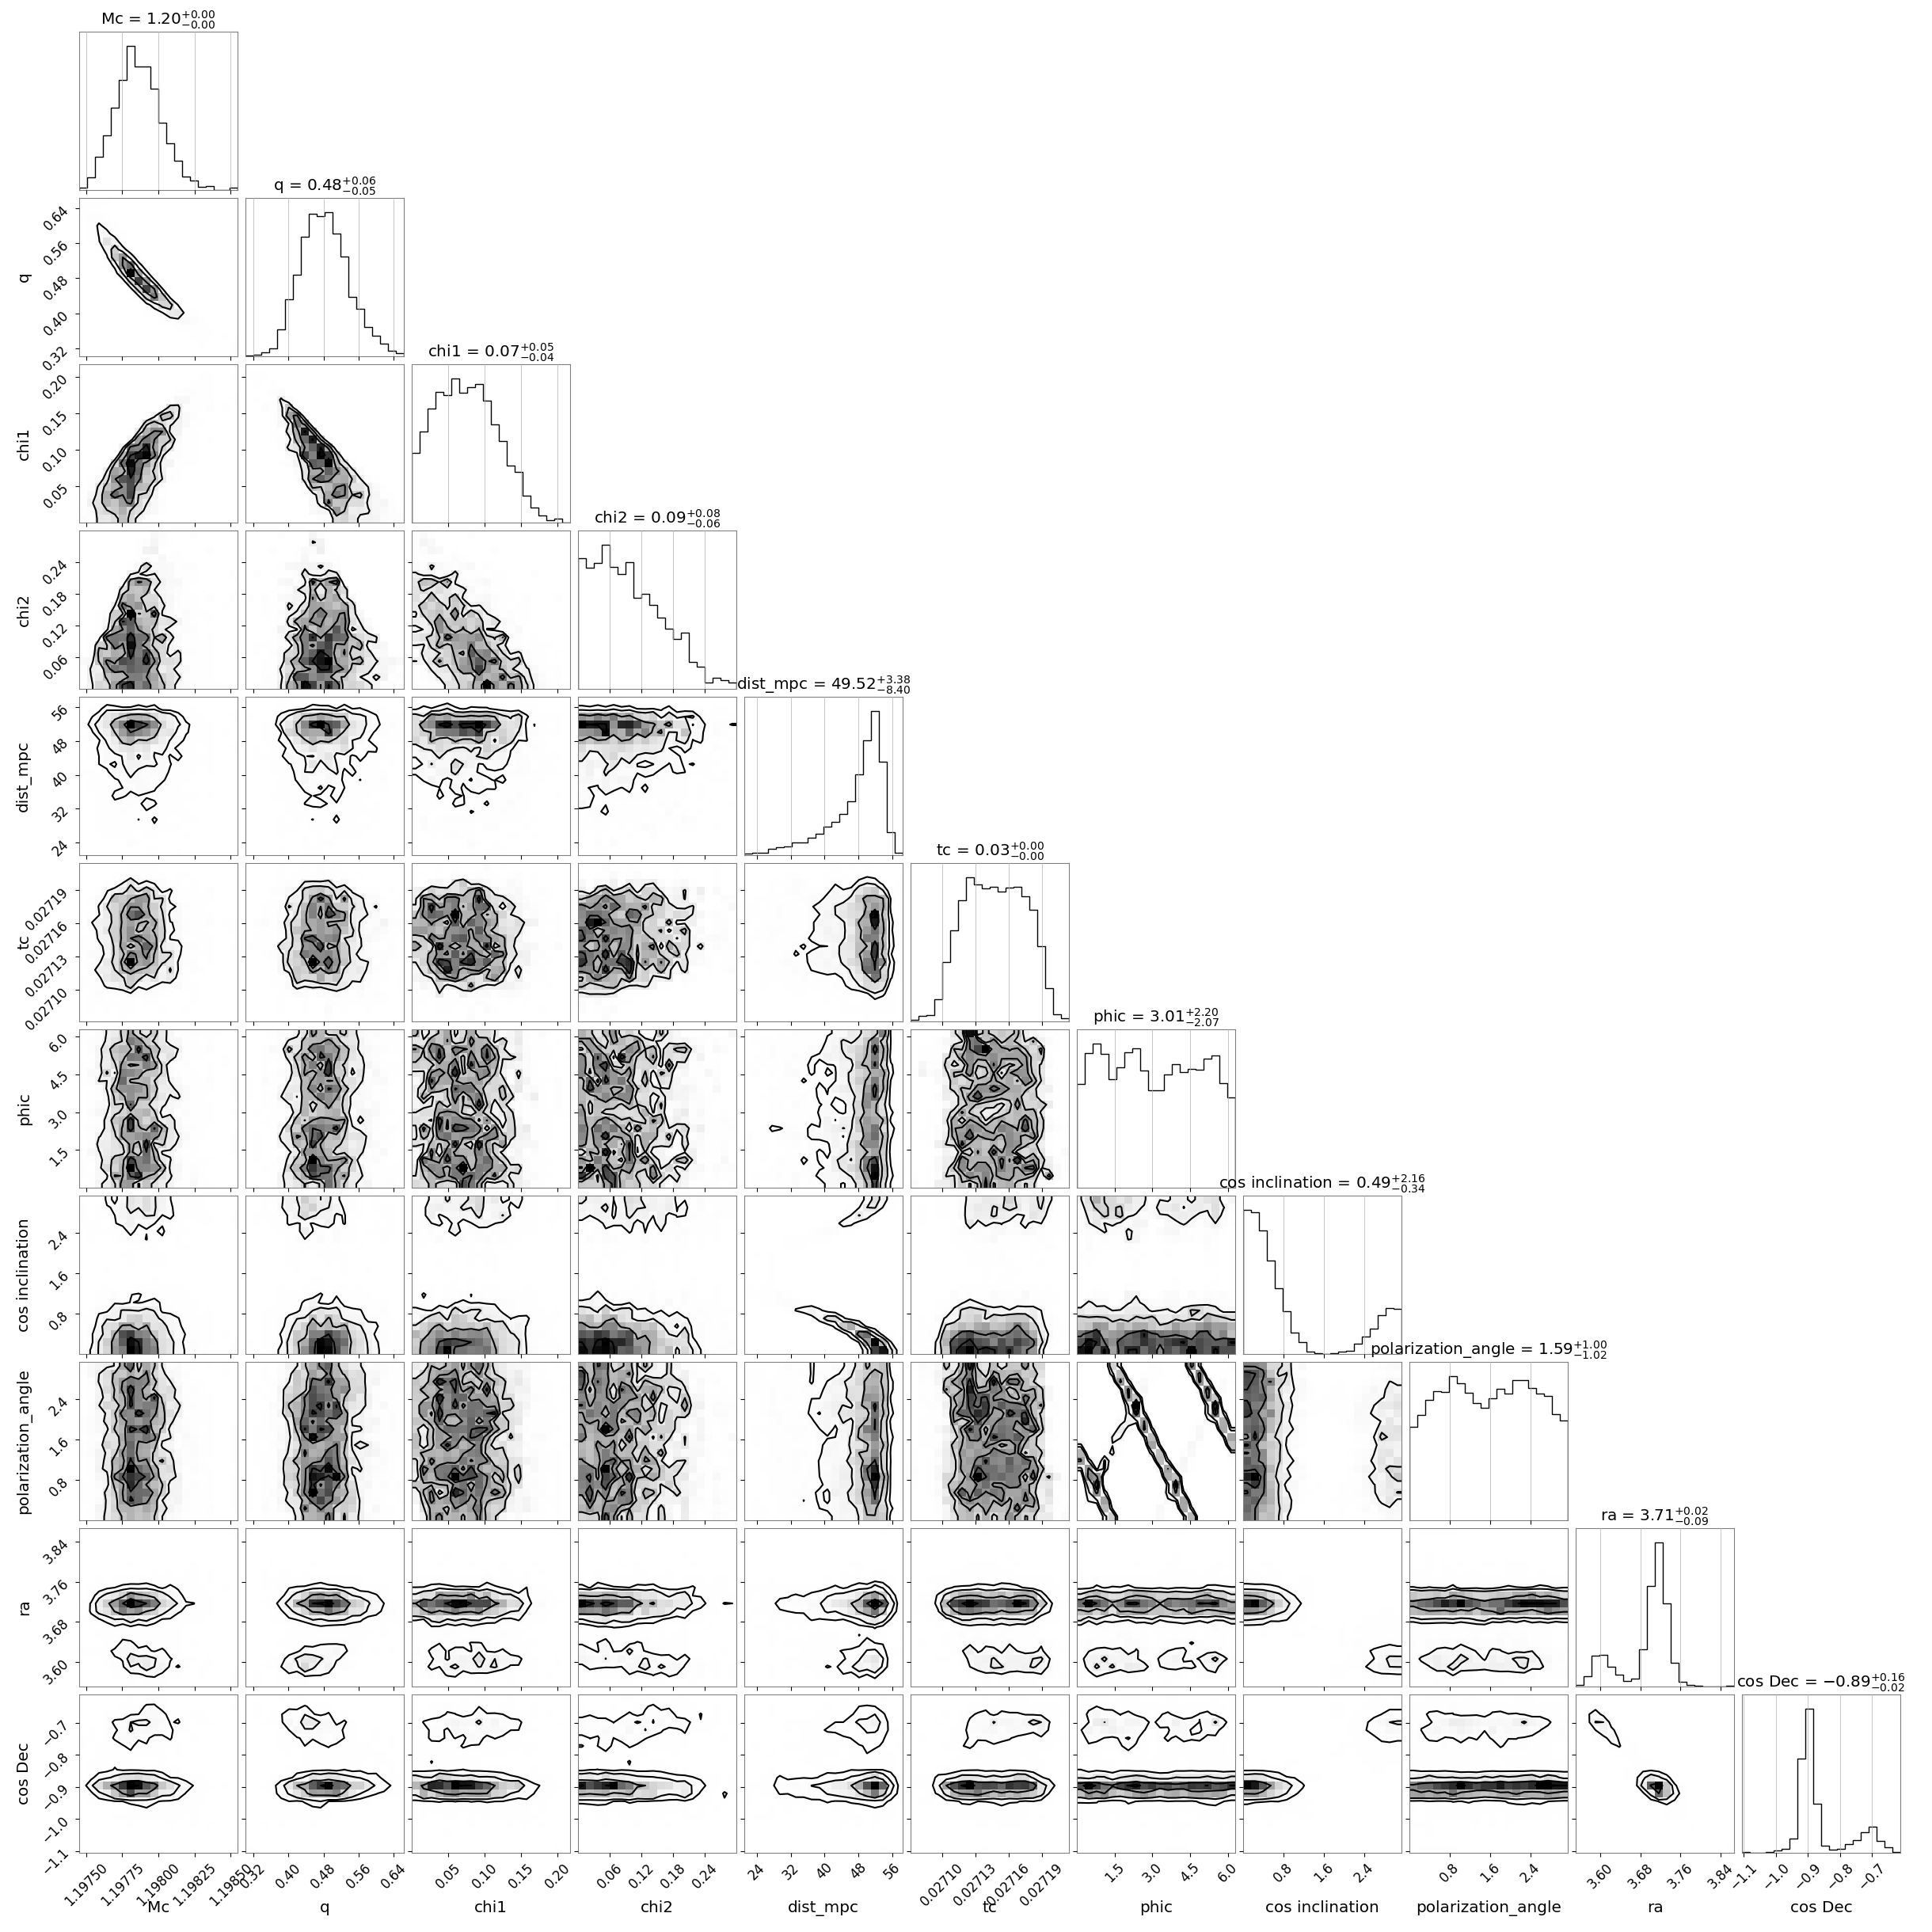 Mc = 1.20+0.00−0.00
q = 0.48+0.06−0.05
0.64
0.56
0.48
0.40
0.32
q
chi1 = 0.07+0.05−0.04
0.20
0.15
0.10
0.05
chi1
chi2 = 0.09+0.08−0.06
0.24
0.18
0.12
0.06
chi2
dist_mpc = 49.52+3.38−8.40
56
48
40
32
24
dist_mpc
tc = 0.03+0.00−0.00
0.02719
0.02716
0.02713
0.02710
tc
phic = 3.01+2.20−2.07
6.0
4.5
3.0
1.5
phic
cos inclination = 0.49+2.16−0.34
2.4
1.6
0.8
cos inclination
polarization_angle = 1.59+1.00−1.02
2.4
1.6
0.8
polarization_angle
ra = 3.71+0.02−0.09
3.84
3.76
3.68
3.60
ra
cos Dec = −0.89+0.16−0.02
−0.7
−0.8
−0.9
−1.0
−1.1
cos Dec
1.19750 1.19775 1.19800 1.19825 1.19850
0.32 0.40 0.48 0.56 0.64
0.05 0.10 0.15 0.20
0.06 0.12 0.18 0.24
24 32 40 48 56
0.02710 0.02713 0.02716 0.02719
1.5 3.0 4.5 6.0
0.8 1.6 2.4
0.8 1.6 2.4
3.60 3.68 3.76 3.84
−1.1 −1.0 −0.9 −0.8 −0.7
Mc q chi1 chi2 dist_mpc tc phic cos inclination polarization_angle ra cos Dec